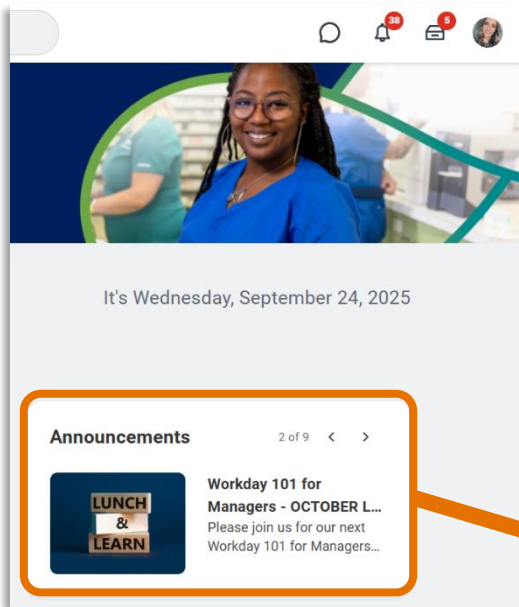 38
5
It's Wednesday, September 24, 2025
Announcements
2 of 9
LUNCH
&
LEARN
Workday 101 for
Managers - OCTOBER L...
Please join us for our next
Workday 101 for Managers...